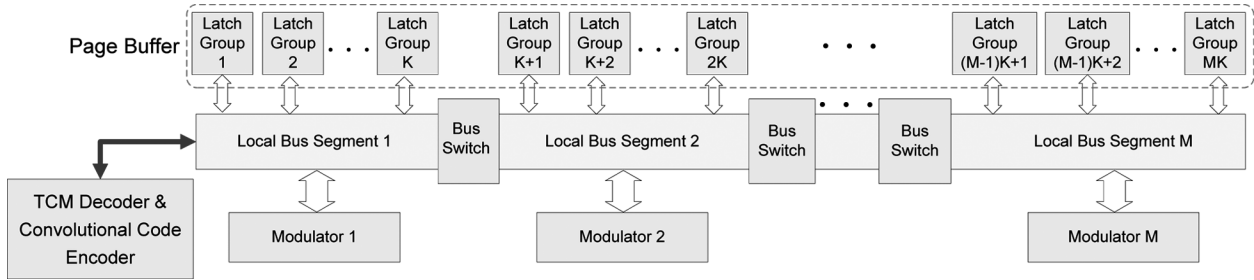 Page Buffer
Latch
Group
1
Latch
Group
2
Latch
Group
K
Latch
Group
K+1
Latch
Group
K+2
Latch
Group
2K
Latch
Group
(M-1)K+1
Latch
Group
(M-1)K+2
Latch
Group
MK
Local Bus Segment 1
Bus
Switch
Local Bus Segment 2
Bus
Switch
Bus
Switch
Local Bus Segment M
TCM Decoder &
Convolutional Code
Encoder
Modulator 1
Modulator 2
Modulator M